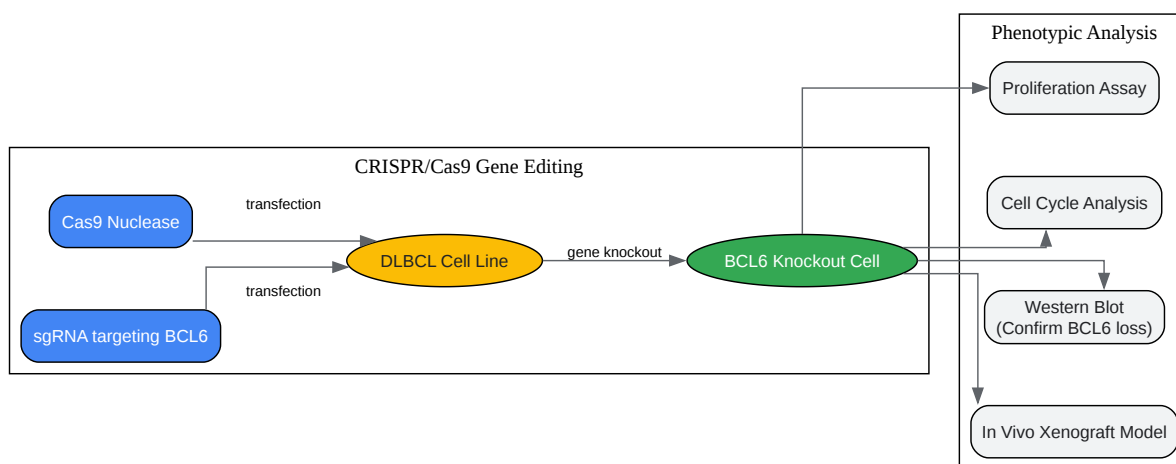 Phenotypic Analysis
Proliferation Assay
CRISPR/Cas9 Gene Editing
Cas9 Nuclease
transfection
Cell Cycle Analysis
DLBCL Cell Line
gene knockout
BCL6 Knockout Cell
transfection
sgRNA targeting BCL6
Western Blot
(Confirm BCL6 loss)
In Vivo Xenograft Model